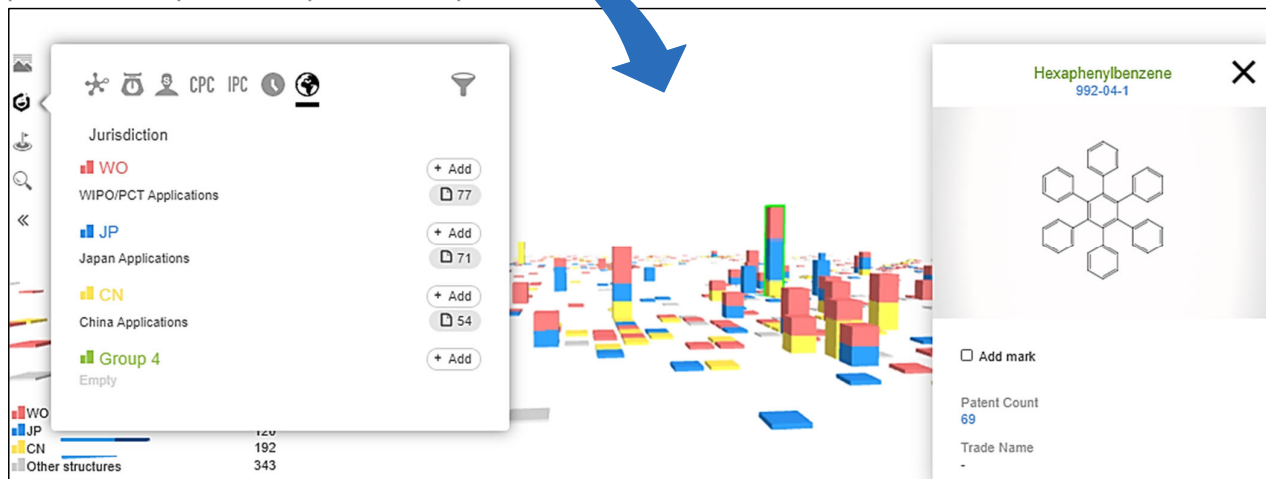 CPC IPC
Jurisdiction
WO
+ Add
WIPO/PCT Applications
77
JP
+ Add
Japan Applications
71
CN
+ Add
China Applications
54
Group 4
+ Add
Empty
WO
JP
CN 192
Other structures 343
Hexaphenylbenzene
992-04-1
Add mark
Patent Count
69
Trade Name
-